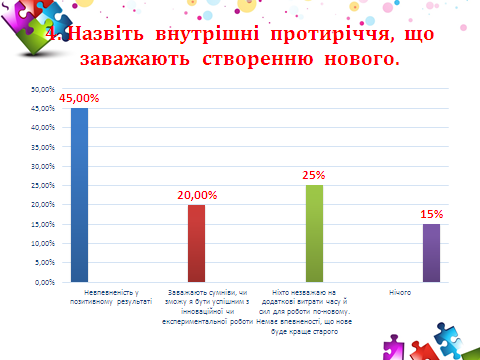 4. Назвіть внутрішні протиріччя, що
заважають створенню нового.
50,00%
45,00%
40,00%
35,00%
30,00%
25,00%
20,00%
15,00%
10,00%
5,00%
0,00%
45,00%
20,00%
25%
15%
Невпевненість у
позитивному результаті
Заважають сумніви, чи
зможу я бути успішним з
інноваційної чи
експериментальної роботи
Ніхто незважаю на
додаткові витрати часу й
сил для роботи по-новому.
Немає впевненості, що нове
буде краще старого
Нічого